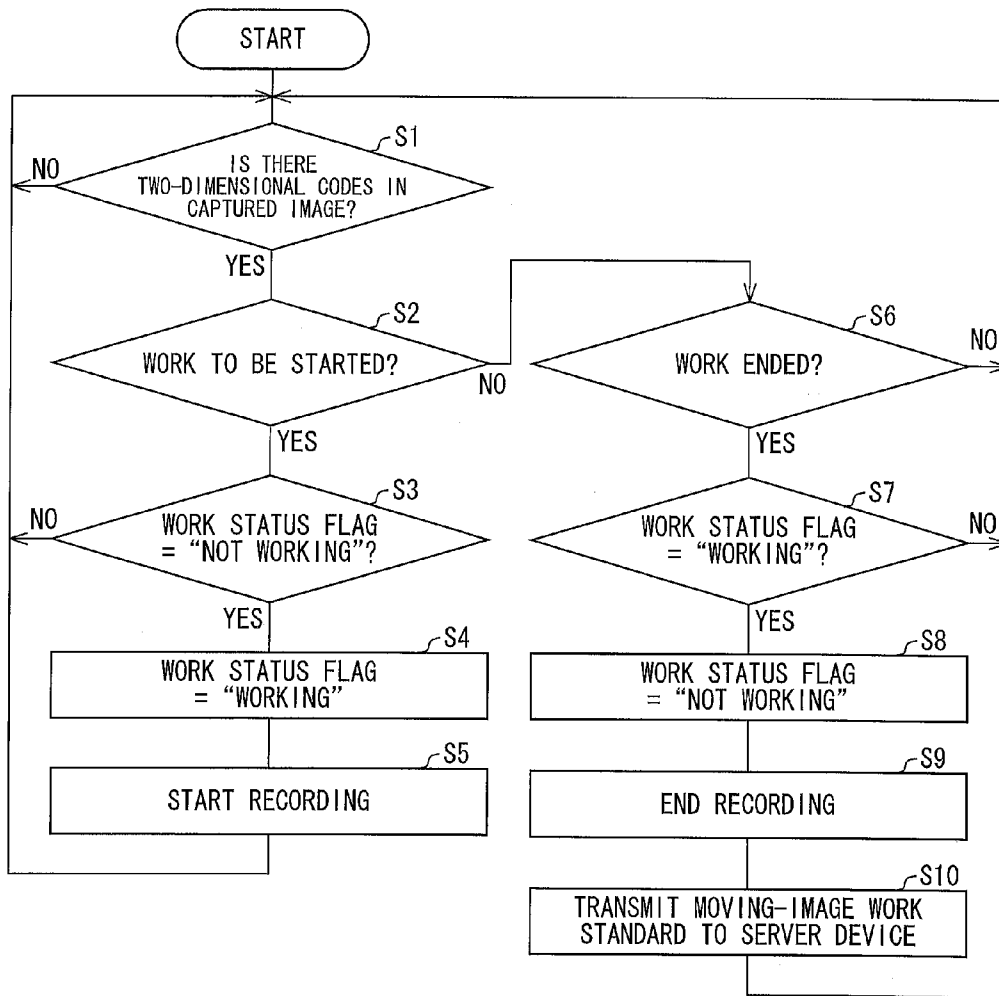 START
S1
NO
IS THERE
TWO-DIMENSIONAL CODES IN
CAPTURED IMAGE?
YES
S2
WORK TO BE STARTED?
NO
YES
S3
NO
WORK STATUS FLAG
= “NOT WORKING”?
YES
S4
WORK STATUS FLAG
= “WORKING”
S5
START RECORDING
S6
NO
WORK ENDED?
YES
S7
NO
WORK STATUS FLAG
= “WORKING”?
YES
S8
WORK STATUS FLAG
= “NOT WORKING”
S9
END RECORDING
S10
TRANSMIT MOVING-IMAGE WORK
STANDARD TO SERVER DEVICE